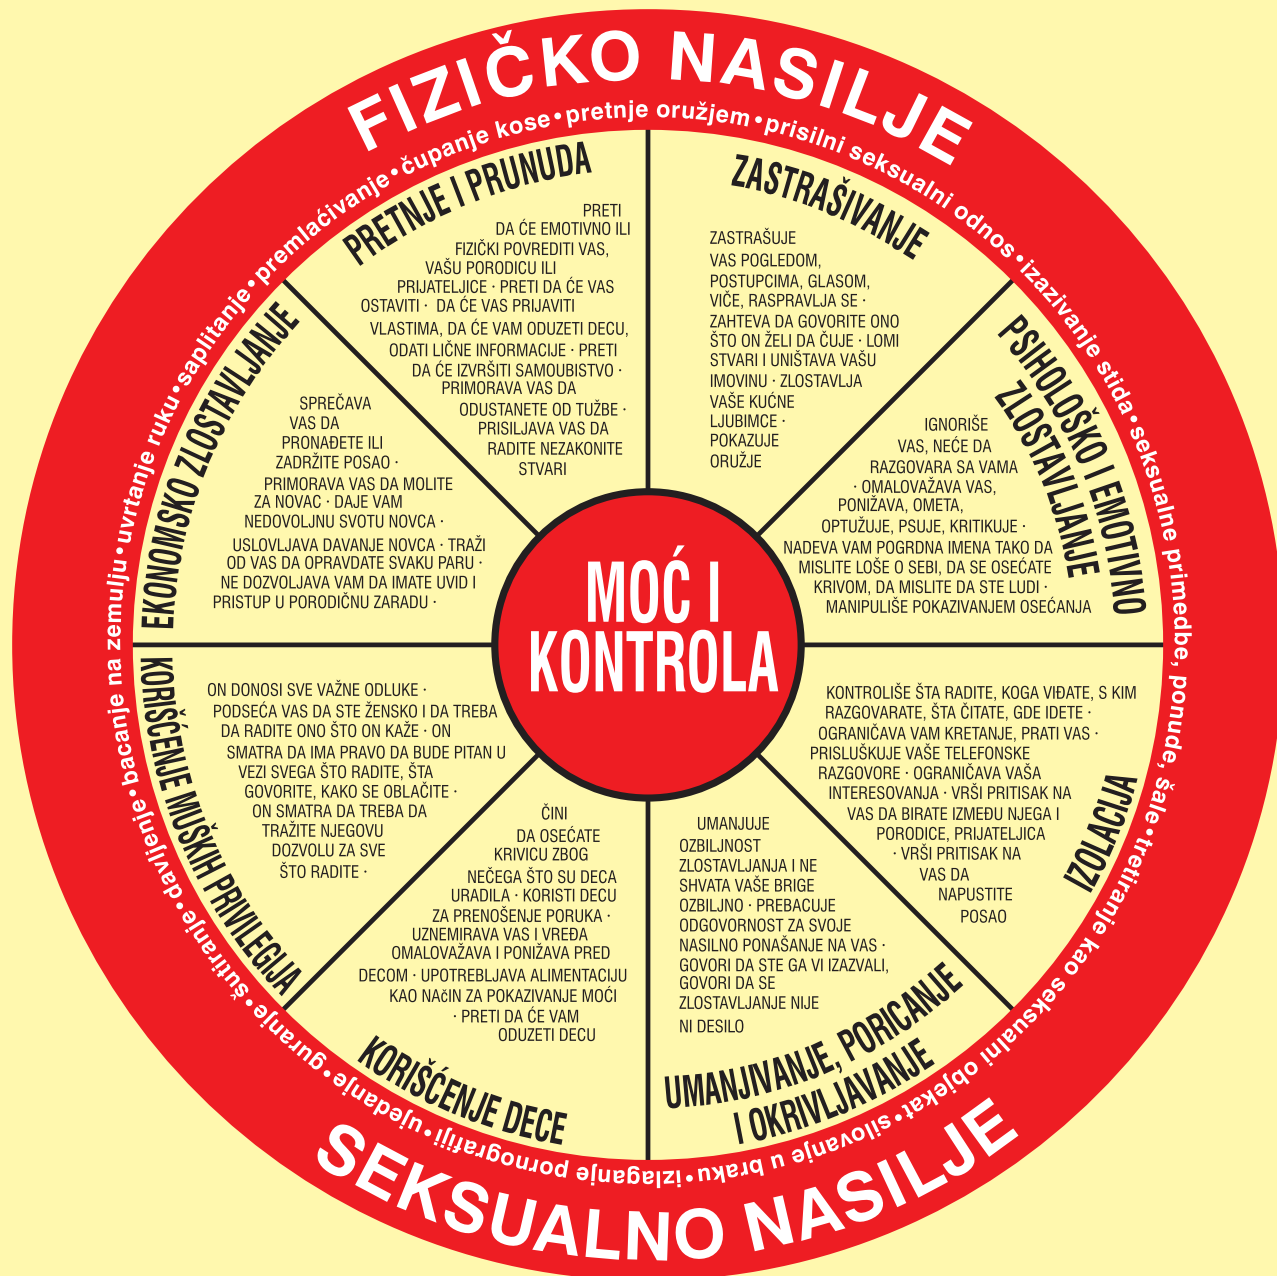 FIZIČKO NASILJE
premlaćivanje • čupanje kose • pretnje oružjem • prisilni seksualni odnos • izazivanje stida • seksualne primedbe, ponude, šale • tretiranje kao seksualni objekat • silovanje u braku • izlaganje pornografiji • ujedanje • guranje • šutiranje • davljenje • bacanje na zemulju • uvrtanje ruku • saplitanje •
SEKSUALNO NASILJE
MOĆ I
KONTROLA
PRETNJE I PRUNUDA
PRETI
DA ĆE EMOTIVNO ILI
FIZIČKI POVREDITI VAS,
VAŠU PORODICU ILI
PRIJATELJICE · PRETI DA ĆE VAS
OSTAVITI · DA ĆE VAS PRIJAVITI
VLASTIMA, DA ĆE VAM ODUZETI DECU,
ODATI LIČNE INFORMACIJE · PRETI
DA ĆE IZVRŠITI SAMOUBISTVO ·
PRIMORAVA VAS DA
ODUSTANETE OD TUŽBE ·
PRISILJAVA VAS DA
RADITE NEZAKONITE
STVARI
ZASTRAŠIVANJE
ZASTRAŠUJE
VAS POGLEDOM,
POSTUPCIMA, GLASOM,
VIČE, RASPRAVLJA SE ·
ZAHTEVA DA GOVORITE ONO
ŠTO ON ŽELI DA ČUJE · LOMI
STVARI I UNIŠTAVA VAŠU
IMOVINU · ZLOSTAVLJA
VAŠE KUĆNE
LJUBIMCE ·
POKAZUJE
ORUŽJE
PSIHOLOŠKO I EMOTIVNO
ZLOSTAVLJANJE
IGNORIŠE
VAS, NEĆE DA
RAZGOVARA SA VAMA
· OMALOVAŽAVA VAS,
PONIŽAVA, OMETA,
OPTUŽUJE, PSUJE, KRITIKUJE ·
NADEVA VAM POGRDNA IMENA TAKO DA
MISLITE LOŠE O SEBI, DA SE OSEĆATE
KRIVOM, DA MISLITE DA STE LUDI ·
MANIPULIŠE POKAZIVANJEM OSEĆANJA
IZOLACIJA
KONTROLIŠE ŠTA RADITE, KOGA VIĐATE, S KIM
RAZGOVARATE, ŠTA ČITATE, GDE IDETE ·
OGRANIČAVA VAM KRETANJE, PRATI VAS ·
PRISLUŠKUJE VAŠE TELEFONSKE
RAZGOVORE · OGRANIČAVA VAŠA
INTERESOVANJA · VRŠI PRITISAK NA
VAS DA BIRATE IZMEĐU NJEGA I
PORODICE, PRIJATELJICA
· VRŠI PRITISAK NA
VAS DA
NAPUSTITE
POSAO
UMANJIVANJE, PORICANJE
I OKRIVLJAVANJE
UMANJUJE
OZBILJNOST
ZLOSTAVLJANJA I NE
SHVATA VAŠE BRIGE
OZBILJNO · PREBACUJE
ODGOVORNOST ZA SVOJE
NASILNO PONAŠANJE NA VAS ·
GOVORI DA STE GA VI IZAZVALI,
GOVORI DA SE
ZLOSTAVLJANJE NIJE
NI DESILO
KORIŠĆENJE DECE
ČINI
DA OSEĆATE
KRIVICU ZBOG
NEČEGA ŠTO SU DECA
URADILA · KORISTI DECU
ZA PRENOŠENJE PORUKA ·
UZNEMIRAVA VAS I VREĐA
OMALOVAŽAVA I PONIŽAVA PRED
DECOM · UPOTREBLJAVA ALIMENTACIJU
KAO NAčIN ZA POKAZIVANJE MOĆI
· PRETI DA ĆE VAM
ODUZETI DECU
KORIŠĆENJE MUŠKIH PRIVILEGIJA
ON DONOSI SVE VAŽNE ODLUKE ·
PODSEĆA VAS DA STE ŽENSKO I DA TREBA
DA RADITE ONO ŠTO ON KAŽE · ON
SMATRA DA IMA PRAVO DA BUDE PITAN U
VEZI SVEGA ŠTO RADITE, ŠTA
GOVORITE, KAKO SE OBLAČITE ·
ON SMATRA DA TREBA DA
TRAŽITE NJEGOVU
DOZVOLU ZA SVE
ŠTO RADITE ·
EKONOMSKO ZLOSTAVLJANJE
SPREČAVA
VAS DA
PRONAĐETE ILI
ZADRŽITE POSAO ·
PRIMORAVA VAS DA MOLITE
ZA NOVAC · DAJE VAM
NEDOVOLJNU SVOTU NOVCA ·
USLOVLJAVA DAVANJE NOVCA · TRAŽI
OD VAS DA OPRAVDATE SVAKU PARU ·
NE DOZVOLJAVA VAM DA IMATE UVID I
PRISTUP U PORODIČNU ZARADU ·